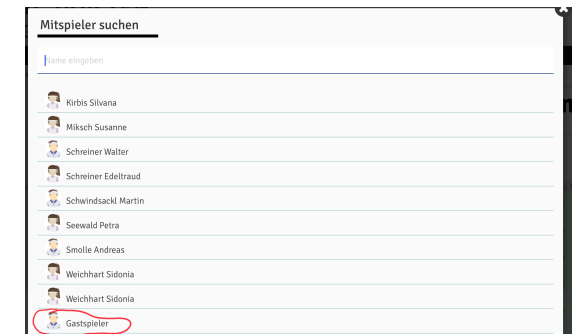 Mitspieler suchen
Name eingeben
Kirbis Silvana
Miksch Susanne
Schreiner Walter
Schreiner Edeltraud
Schwindsackl Martin
Seewald Petra
Smolle Andreas
Weichhart Sidonia
Weichhart Sidonia
Gastspieler